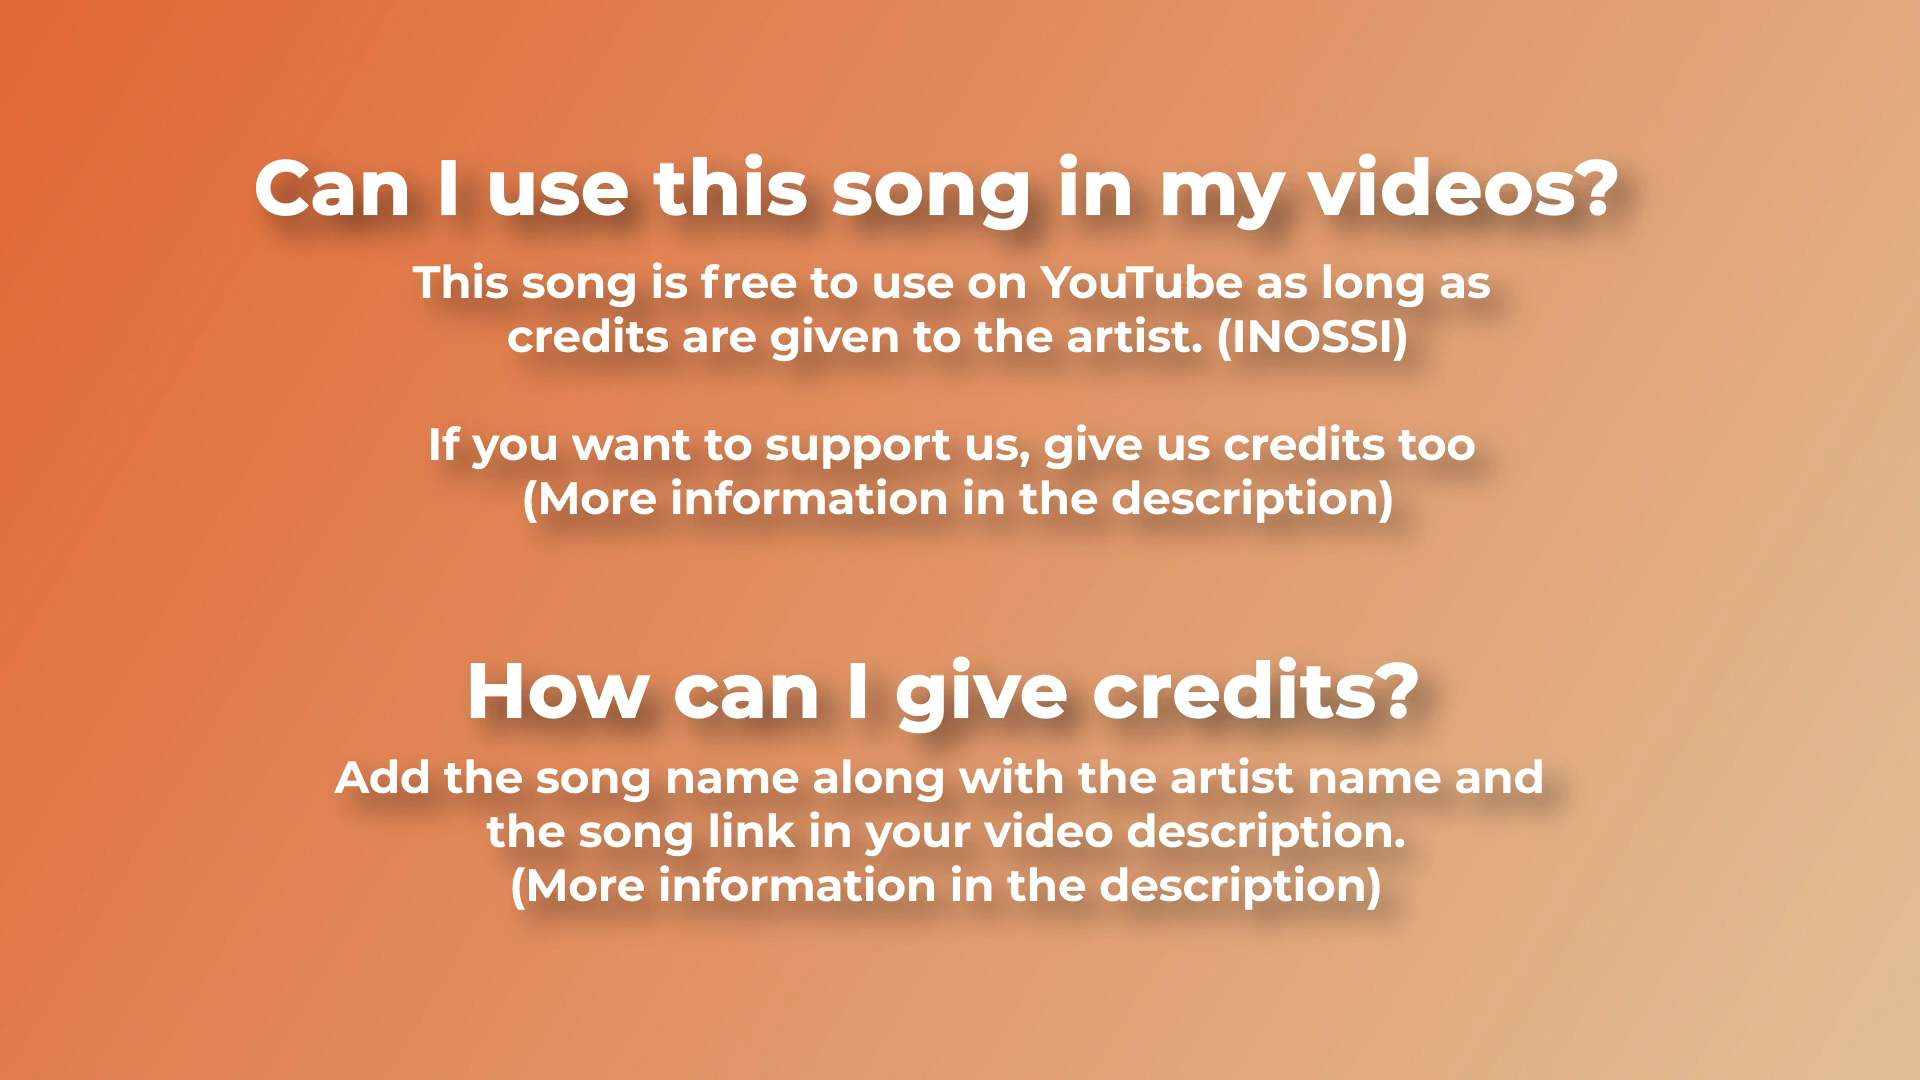 Can I use this song in my videos?
This song is free to use on YouTube as long as
credits are given to the artist. (INOSSI)
If you want to support us, give us credits too
(More information in the description)
How can I give credits?
Add the song name along with the artist name and
the song link in your video description.
(More information in the description)